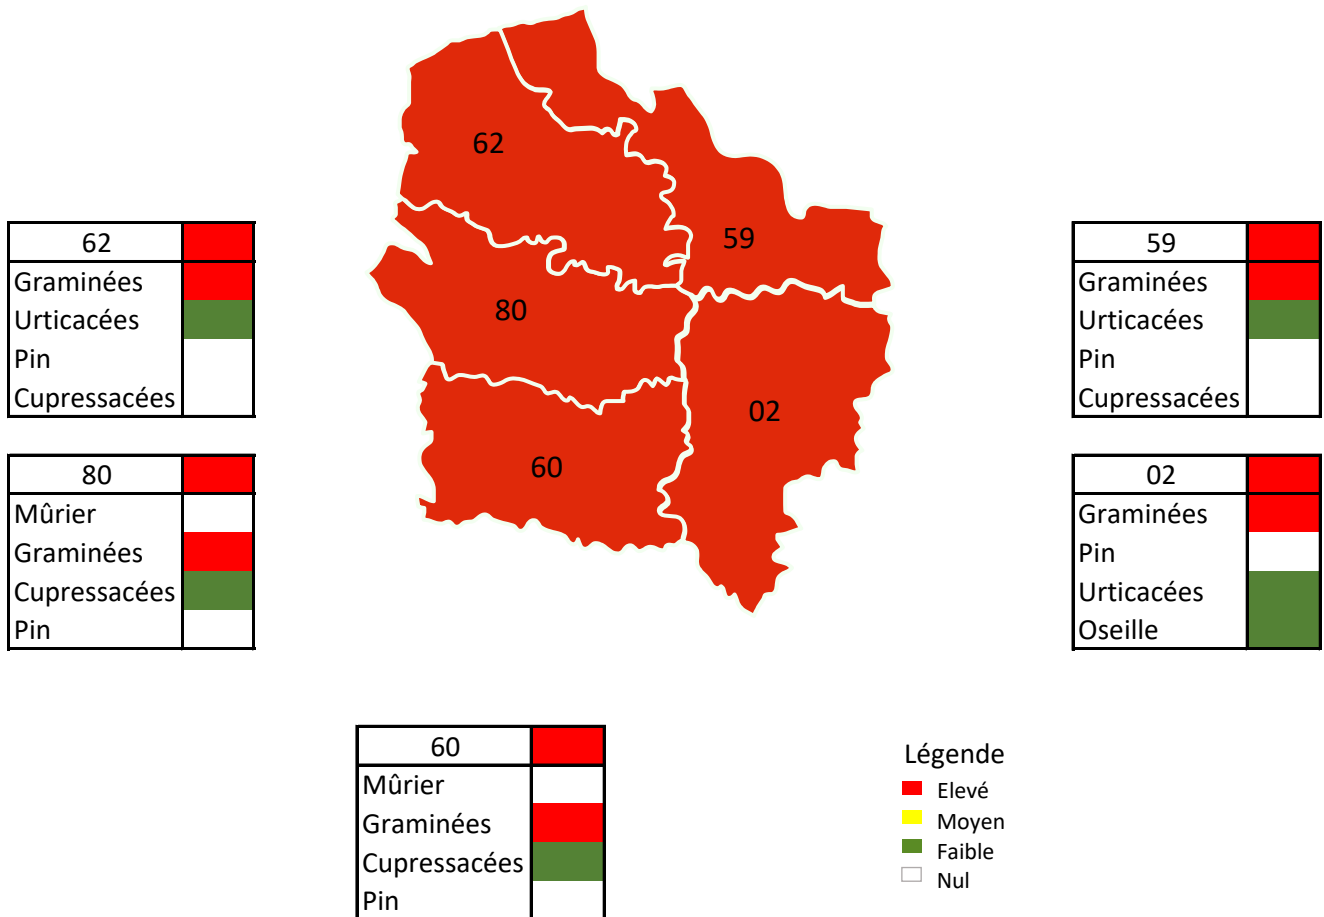 62
59
80
02
60
62
Graminées
Urticacées
Pin
Cupressacées
59
Graminées
Urticacées
Pin
Cupressacées
80
Mûrier
Graminées
Cupressacées
Pin
02
Graminées
Pin
Urticacées
Oseille
60
Mûrier
Graminées
Cupressacées
Pin
Légende
Elevé
Moyen
Faible
Nul